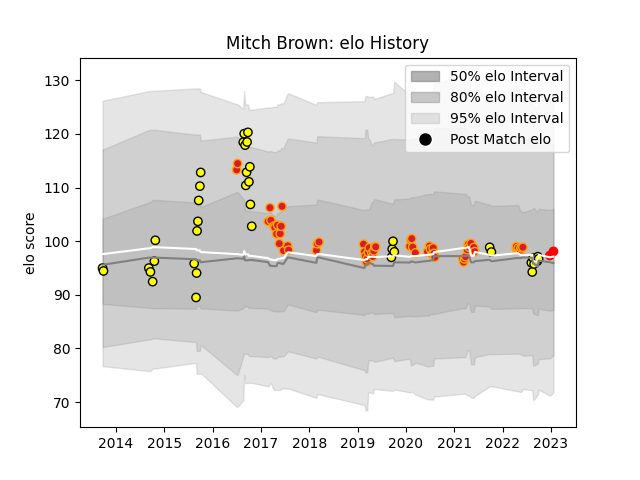 Mitch Brown: elo History
50% elo Interval
80% elo Interval
95% elo Interval
Post Match elo
elo score
130
120
110
100
90
80
70
2014 2015 2016 2017 2018 2019 2020 2021 2022 2023